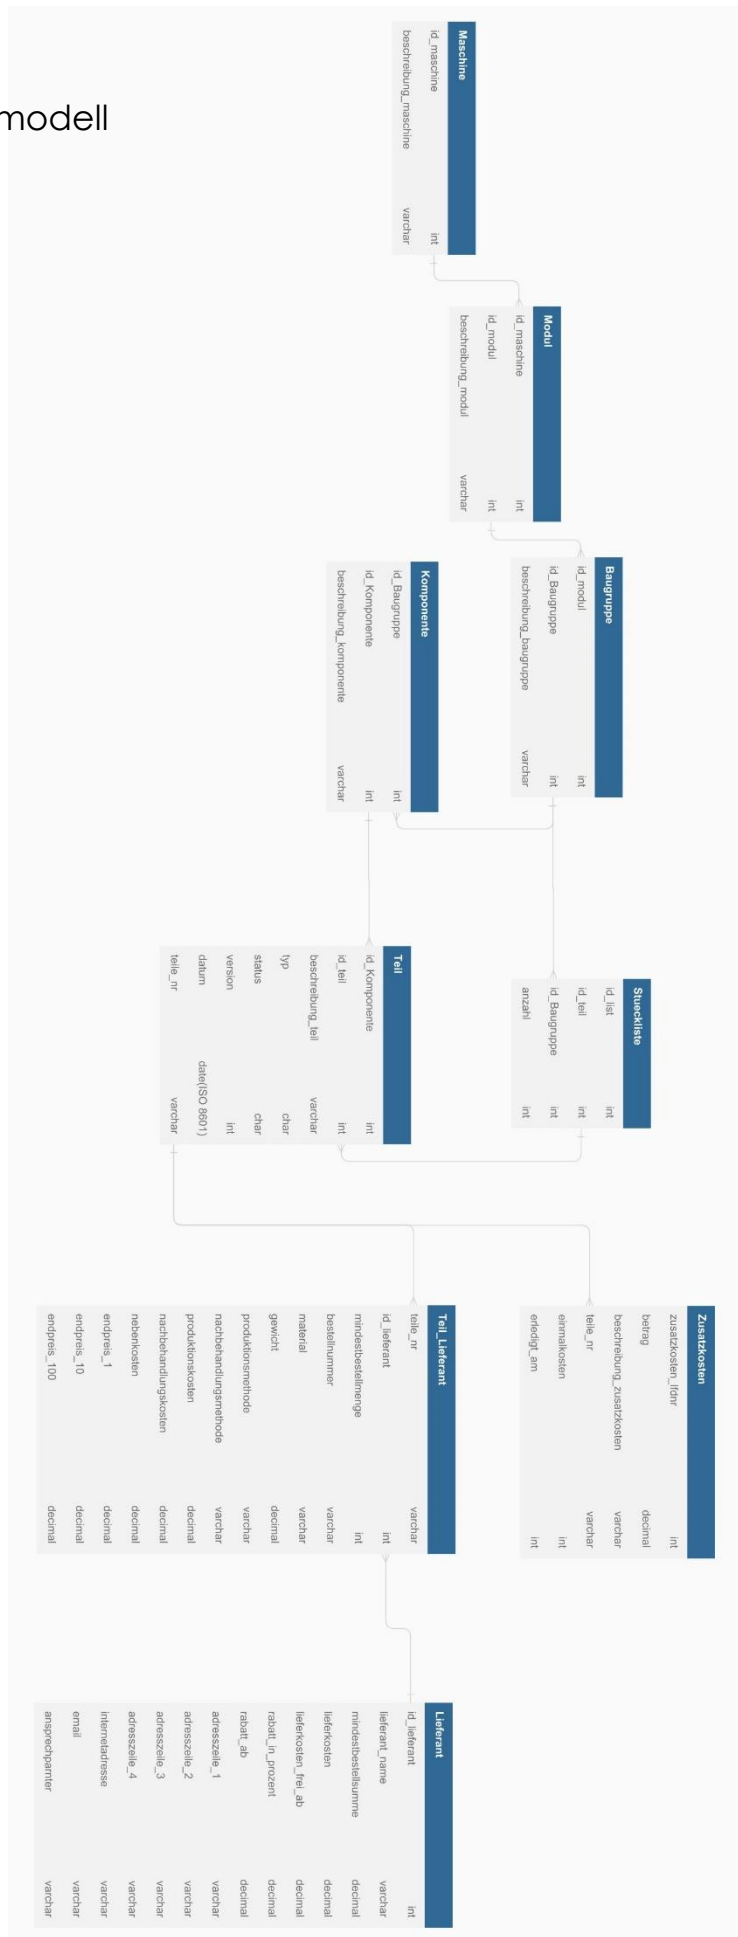 modell
Maschine
id_maschine int
beschreibung_maschine varchar
Modul
id_maschine int
id_modul int
beschreibung_modul varchar
Baugruppe
id_modul int
id_Baugruppe int
beschreibung_baugruppe varchar
Komponente
id_Baugruppe int
id_Komponente int
beschreibung_komponente varchar
Stueckliste
id_list int
id_teil int
id_Baugruppe int
anzahl int
Teil
id_Komponente int
id_teil int
beschreibung_teil varchar
typ char
status char
version int
datum date(ISO 8601)
teile_nr varchar
Zusatzkosten
zusatzkosten_lfdnr int
betrag decimal
beschreibung_zusatzkosten varchar
teile_nr varchar
einmalkosten int
erledigt_am int
Teil_Lieferant
teile_nr varchar
id_lieferant int
mindestbestellmenge int
bestellnummer varchar
material varchar
gewicht decimal
produktionsmethode varchar
nachbehandlungsmethode varchar
produktionskosten decimal
nachbehandlungskosten decimal
nebenkosten decimal
endpreis_1 decimal
endpreis_10 decimal
endpreis_100 decimal
Lieferant
id_lieferant int
lieferant_name varchar
mindestbestellsumme decimal
lieferkosten decimal
lieferkosten_frei_ab decimal
rabatt_in_prozent decimal
rabatt_ab decimal
adresszeile_1 varchar
adresszeile_2 varchar
adresszeile_3 varchar
adresszeile_4 varchar
internetadresse varchar
email varchar
ansprechparnter varchar